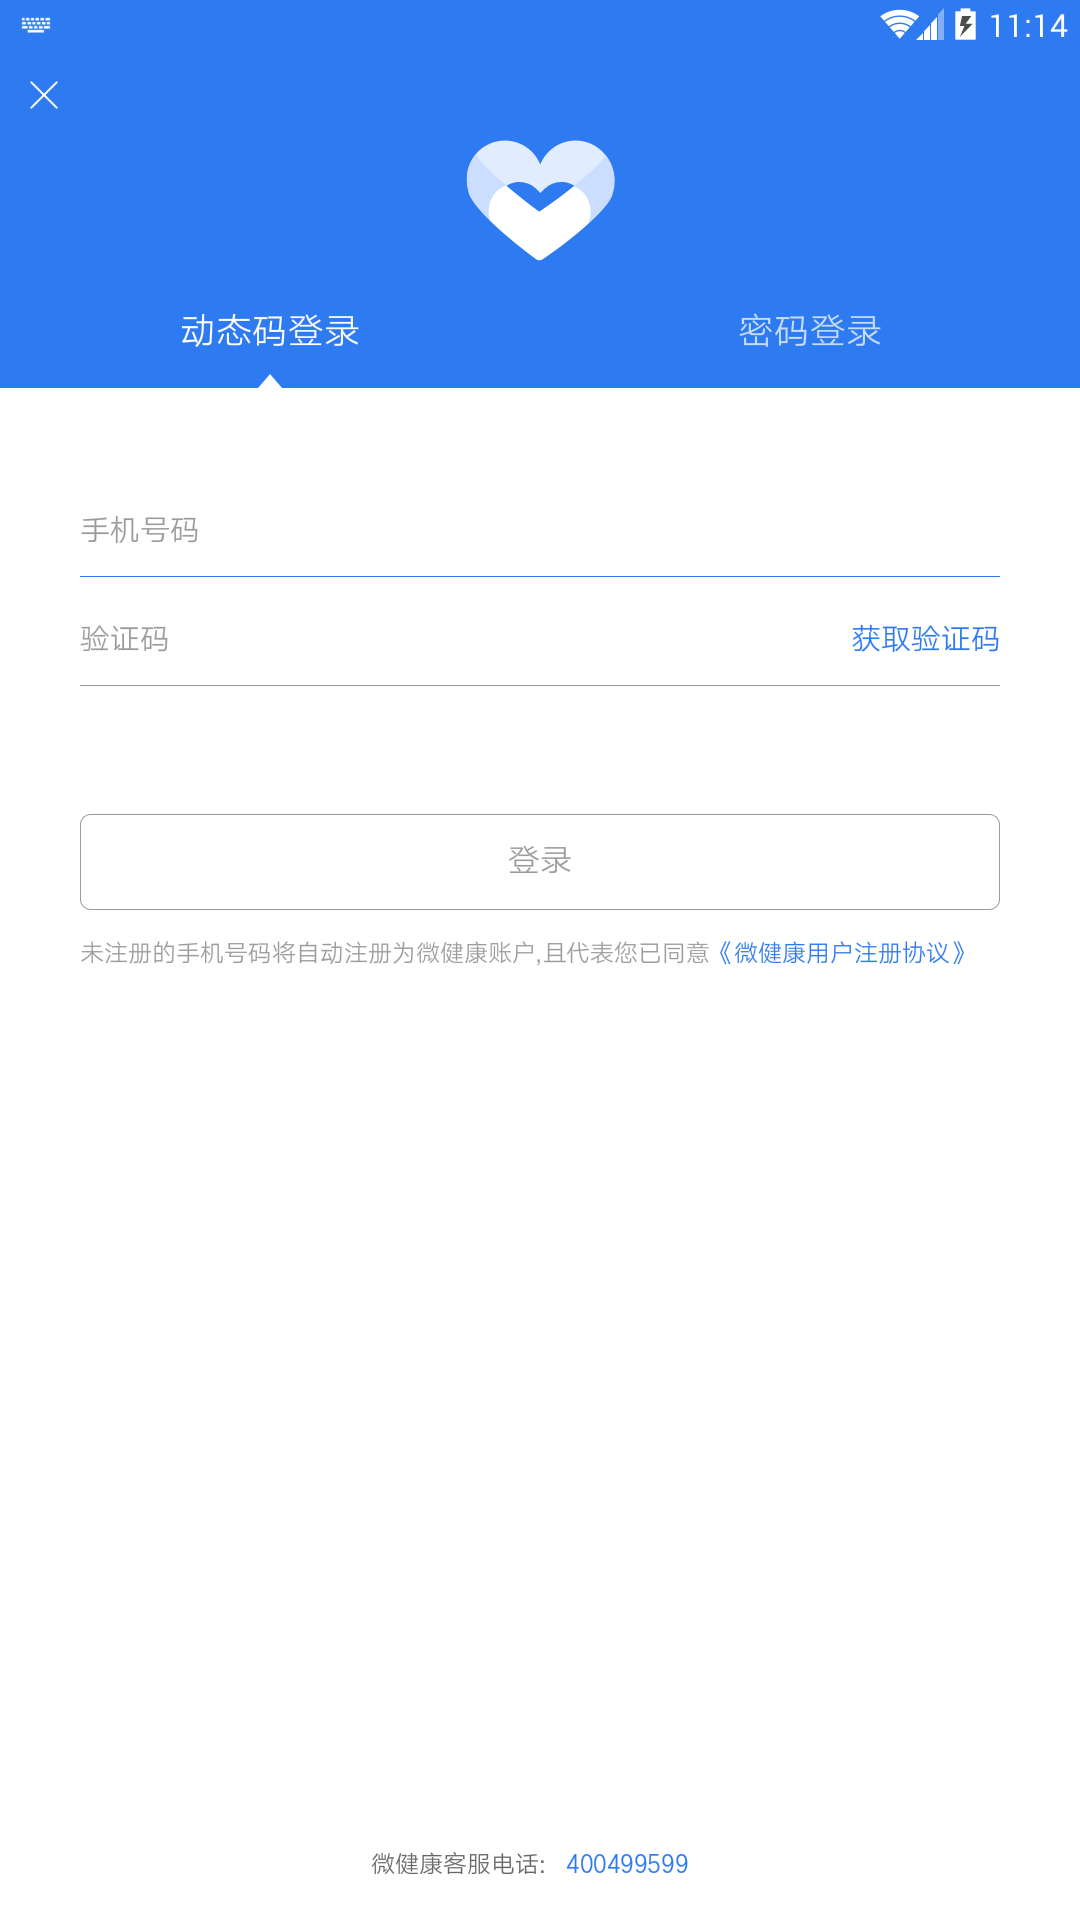 11:14
动态码登录 密码登录
手机号码
验证码 获取验证码
登录
未注册的手机号码将自动注册为微健康账户,且代表您已同意《微健康用户注册协议》
微健康客服电话: 400499599